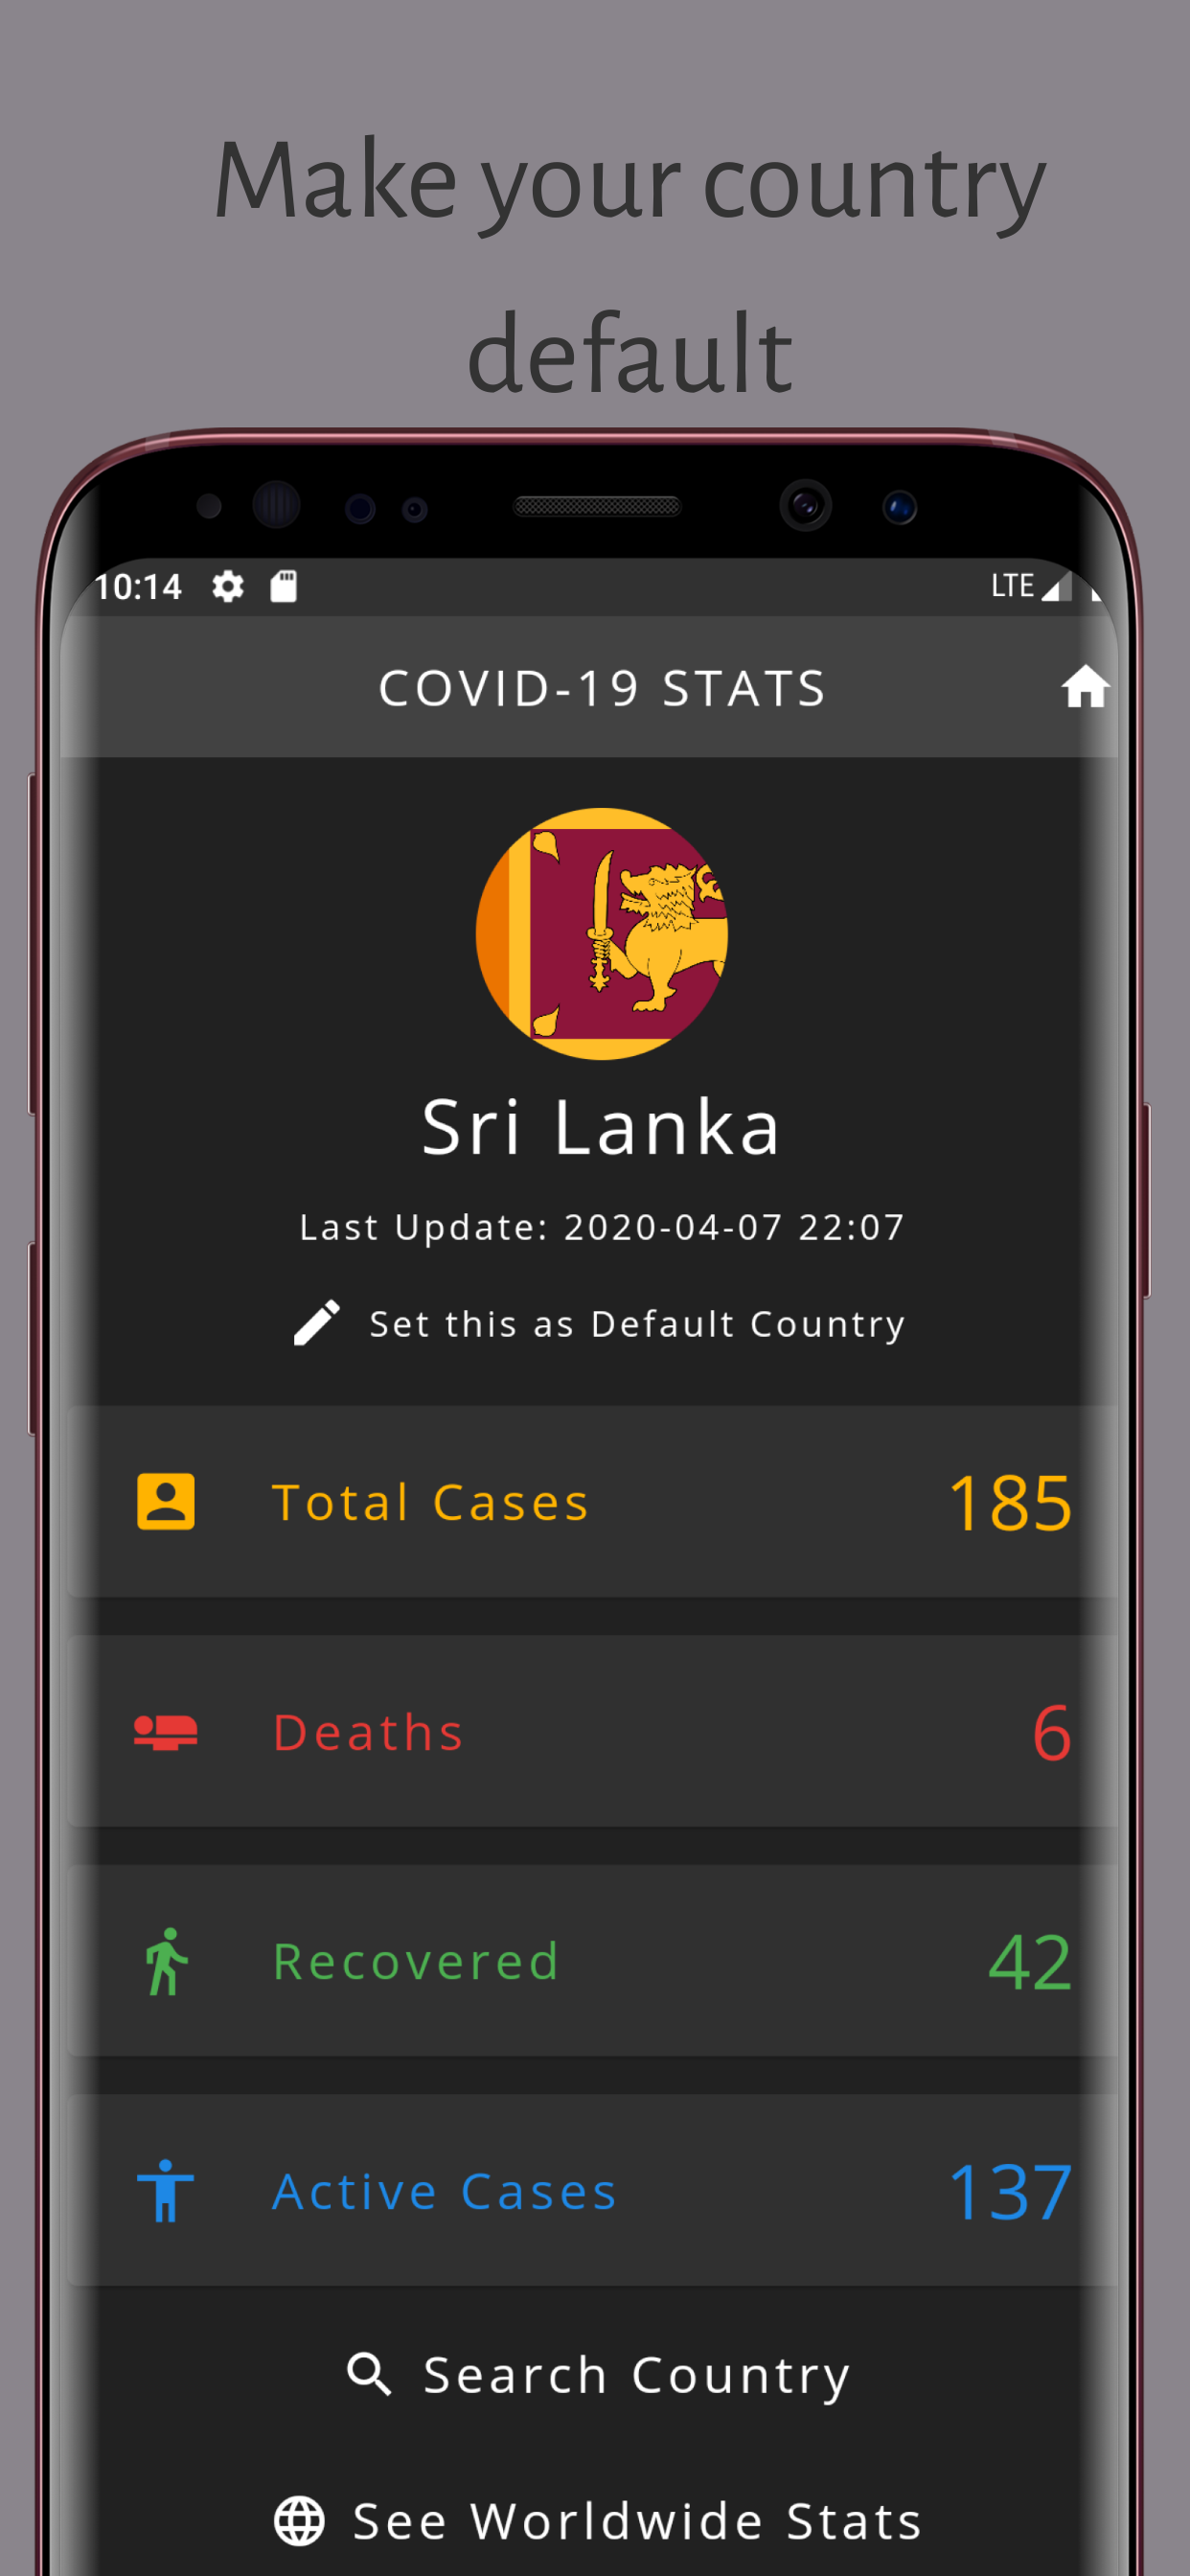 Make your country
default
10:14
LTE
COVID-19 STATS
Sri Lanka
Last Update: 2020-04-07 22:07
Set this as Default Country
Total Cases 185
Deaths 6
Recovered 42
Active Cases 137
Search Country
See Worldwide Stats